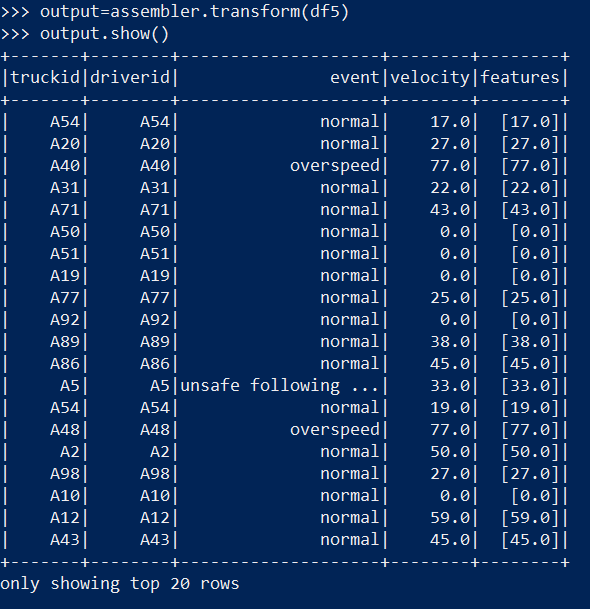 >>> output=assembler.transform(df5)
>>> output.show()
+-------+--------+--------------------+--------+--------+
|truckid|driverid|               event|velocity|features|
+-------+--------+--------------------+--------+--------+
|    A54|     A54|              normal|    17.0|  [17.0]|
|    A20|     A20|              normal|    27.0|  [27.0]|
|    A40|     A40|           overspeed|    77.0|  [77.0]|
|    A31|     A31|              normal|    22.0|  [22.0]|
|    A71|     A71|              normal|    43.0|  [43.0]|
|    A50|     A50|              normal|     0.0|   [0.0]|
|    A51|     A51|              normal|     0.0|   [0.0]|
|    A19|     A19|              normal|     0.0|   [0.0]|
|    A77|     A77|              normal|    25.0|  [25.0]|
|    A92|     A92|              normal|     0.0|   [0.0]|
|    A89|     A89|              normal|    38.0|  [38.0]|
|    A86|     A86|              normal|    45.0|  [45.0]|
|     A5|      A5|unsafe following ...|    33.0|  [33.0]|
|    A54|     A54|              normal|    19.0|  [19.0]|
|    A48|     A48|           overspeed|    77.0|  [77.0]|
|     A2|      A2|              normal|    50.0|  [50.0]|
|    A98|     A98|              normal|    27.0|  [27.0]|
|    A10|     A10|              normal|     0.0|   [0.0]|
|    A12|     A12|              normal|    59.0|  [59.0]|
|    A43|     A43|              normal|    45.0|  [45.0]|
+-------+--------+--------------------+--------+--------+
only showing top 20 rows